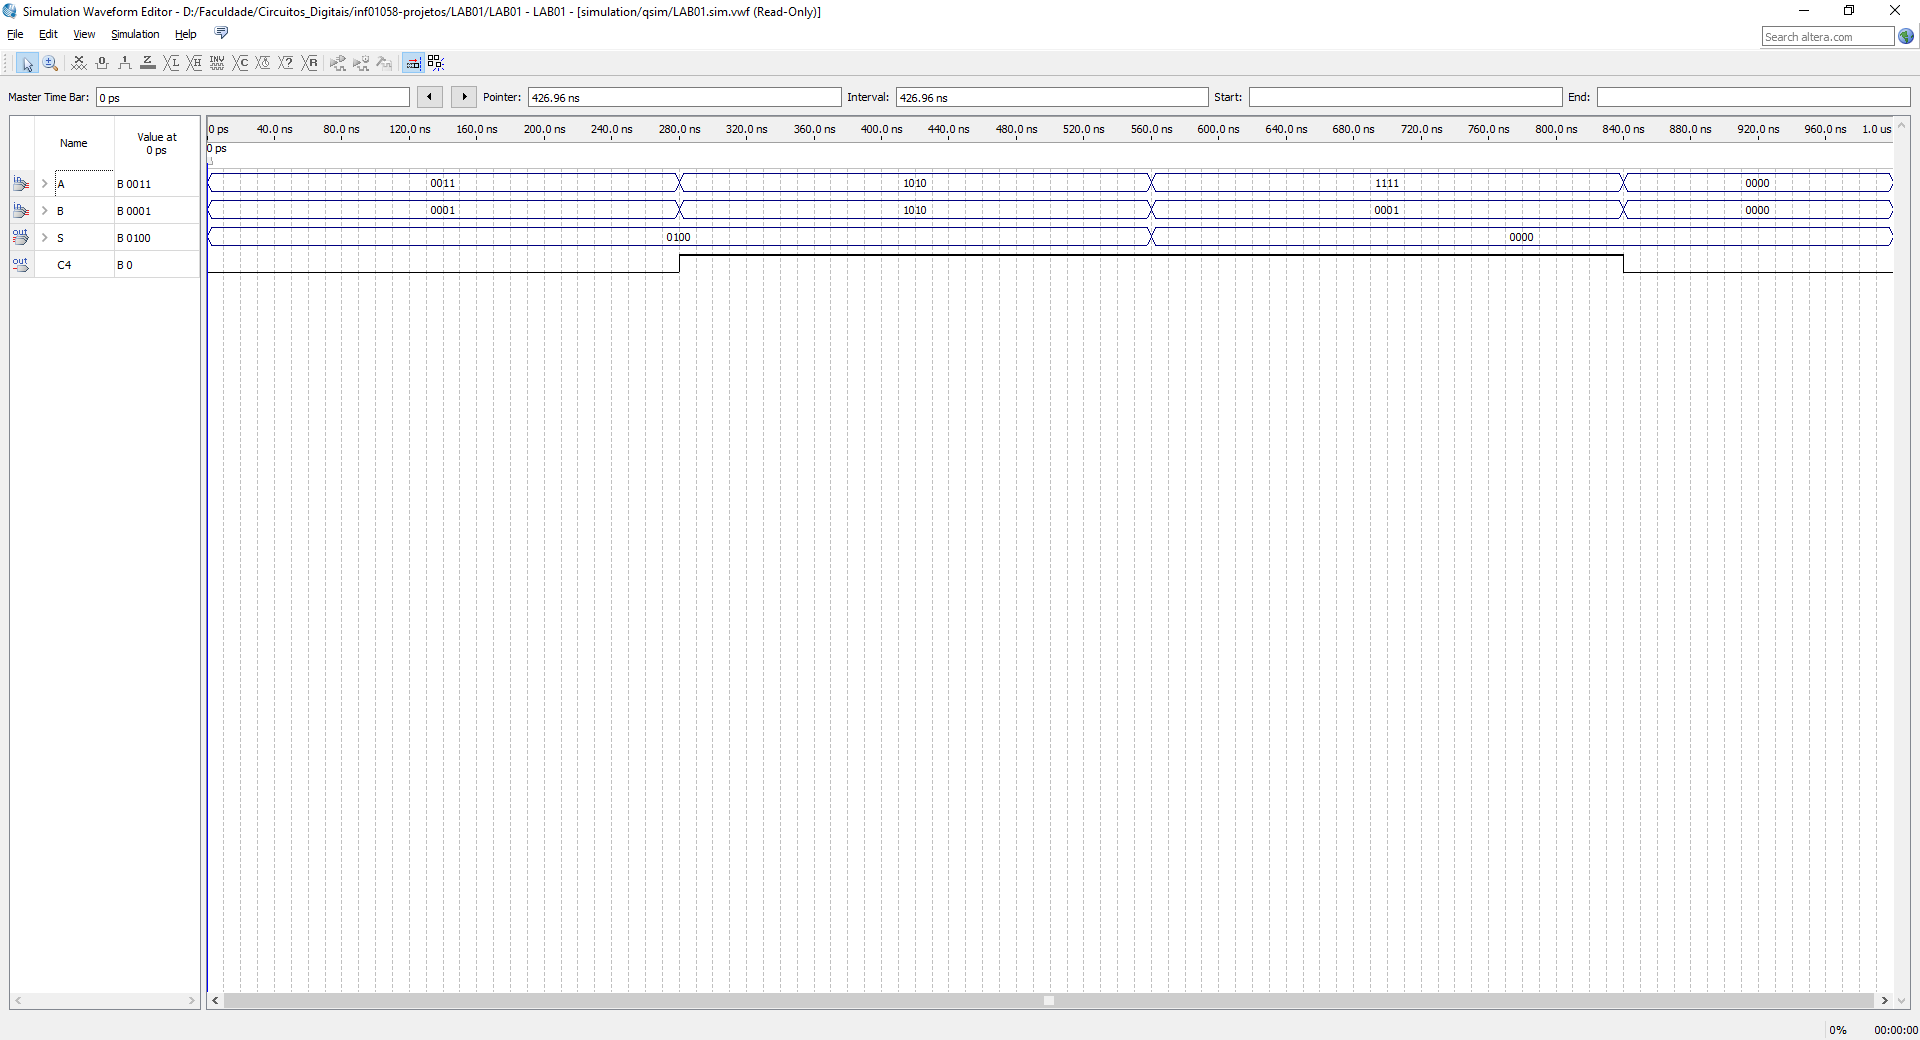 Simulation Waveform Editor - D:/Faculdade/Circuitos_Digitais/inf01058-projetos/LAB01/LAB01 - LAB01 - [simulation/qsim/LAB01.sim.vwf (Read-Only)]
File Edit View Simulation Help
Search altera.com
Master Time Bar: 0 ps Pointer: 426.96 ns Interval: 426.96 ns Start: End:
Name Value at 0 ps
0 ps 40.0 ns 80.0 ns 120.0 ns 160.0 ns 200.0 ns 240.0 ns 280.0 ns 320.0 ns 360.0 ns 400.0 ns 440.0 ns 480.0 ns 520.0 ns 560.0 ns 600.0 ns 640.0 ns 680.0 ns 720.0 ns 760.0 ns 800.0 ns 840.0 ns 880.0 ns 920.0 ns 960.0 ns 1.0 us
0 ps
A B 0011 0011 1010 1111 0000
B B 0001 0001 1010 0001 0000
S B 0100 0100 0000
C4 B 0
0% 00:00:00